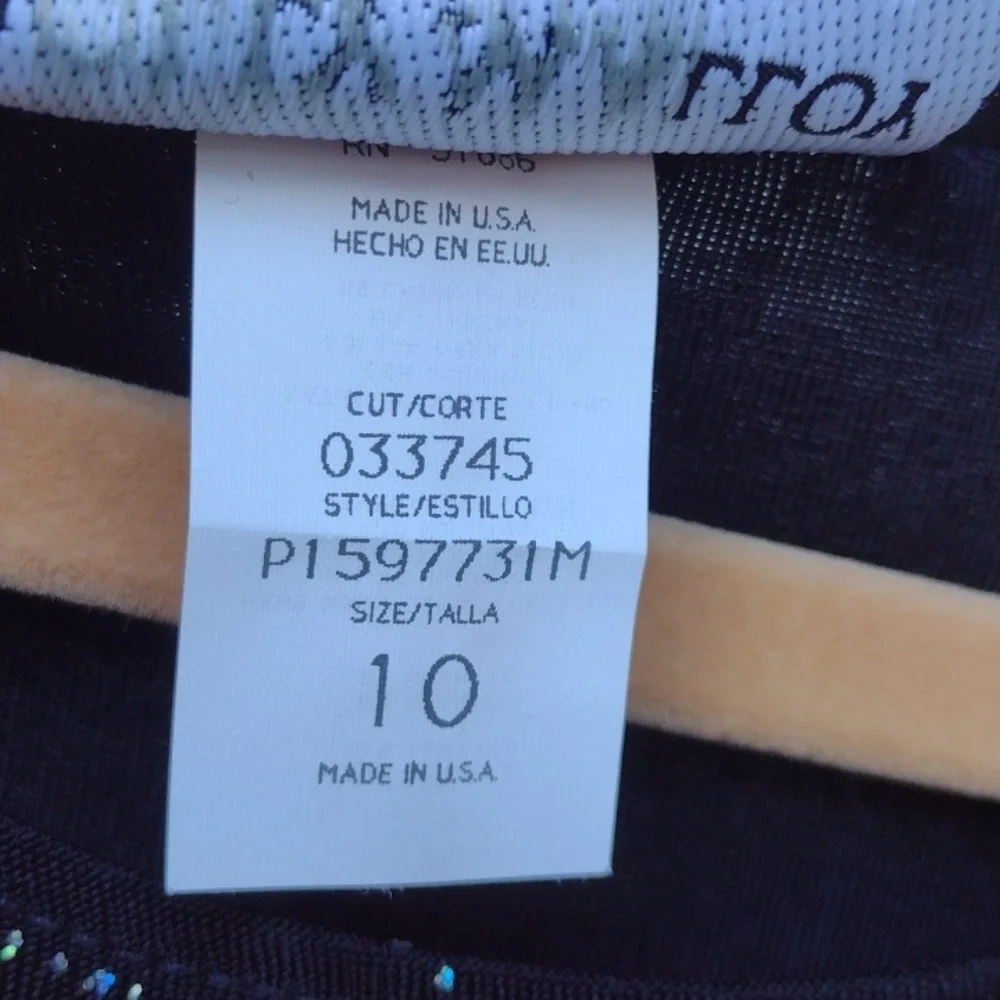 MADE IN U.S.A.
HECHO EN EE.UU.
CUT/CORTE
033745
STYLE/ESTILLO
P1597731M
SIZE/TALLA
10
MADE IN U.S.A.